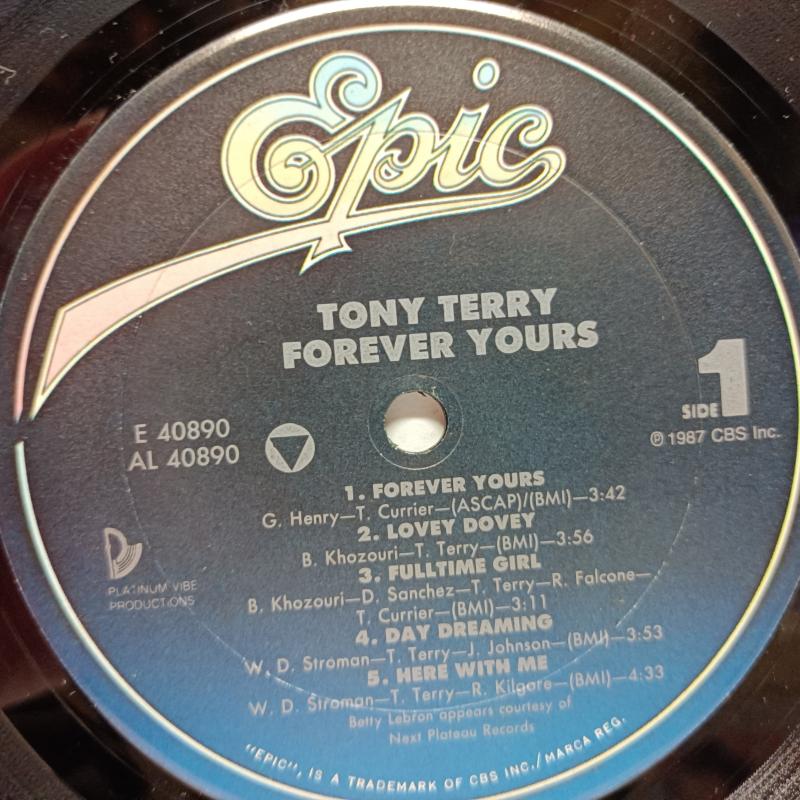 Epic
TONY TERRY
FOREVER YOURS
SIDE 1
℗ 1987 CBS Inc.
E 40890
AL 40890
1. FOREVER YOURS
G. Henry—T. Currier—(ASCAP)/(BMI)—3:42
2. LOVEY DOVEY
B. Khozouri—T. Terry—(BMI)—3:56
3. FULLTIME GIRL
B. Khozouri—D. Sanchez—T. Terry—R. Falcone—
T. Currier—(BMI)—3:11
4. DAY DREAMING
W. D. Stroman—T. Terry—J. Johnson—(BMI)—3:53
5. HERE WITH ME
W. D. Stroman—T. Terry—R. Kilgore—(BMI)—4:33
Betty Lebron appears courtesy of
Next Plateau Records
PLATINUM VIBE
PRODUCTIONS
"EPIC", IS A TRADEMARK OF CBS INC./MARCA REG.